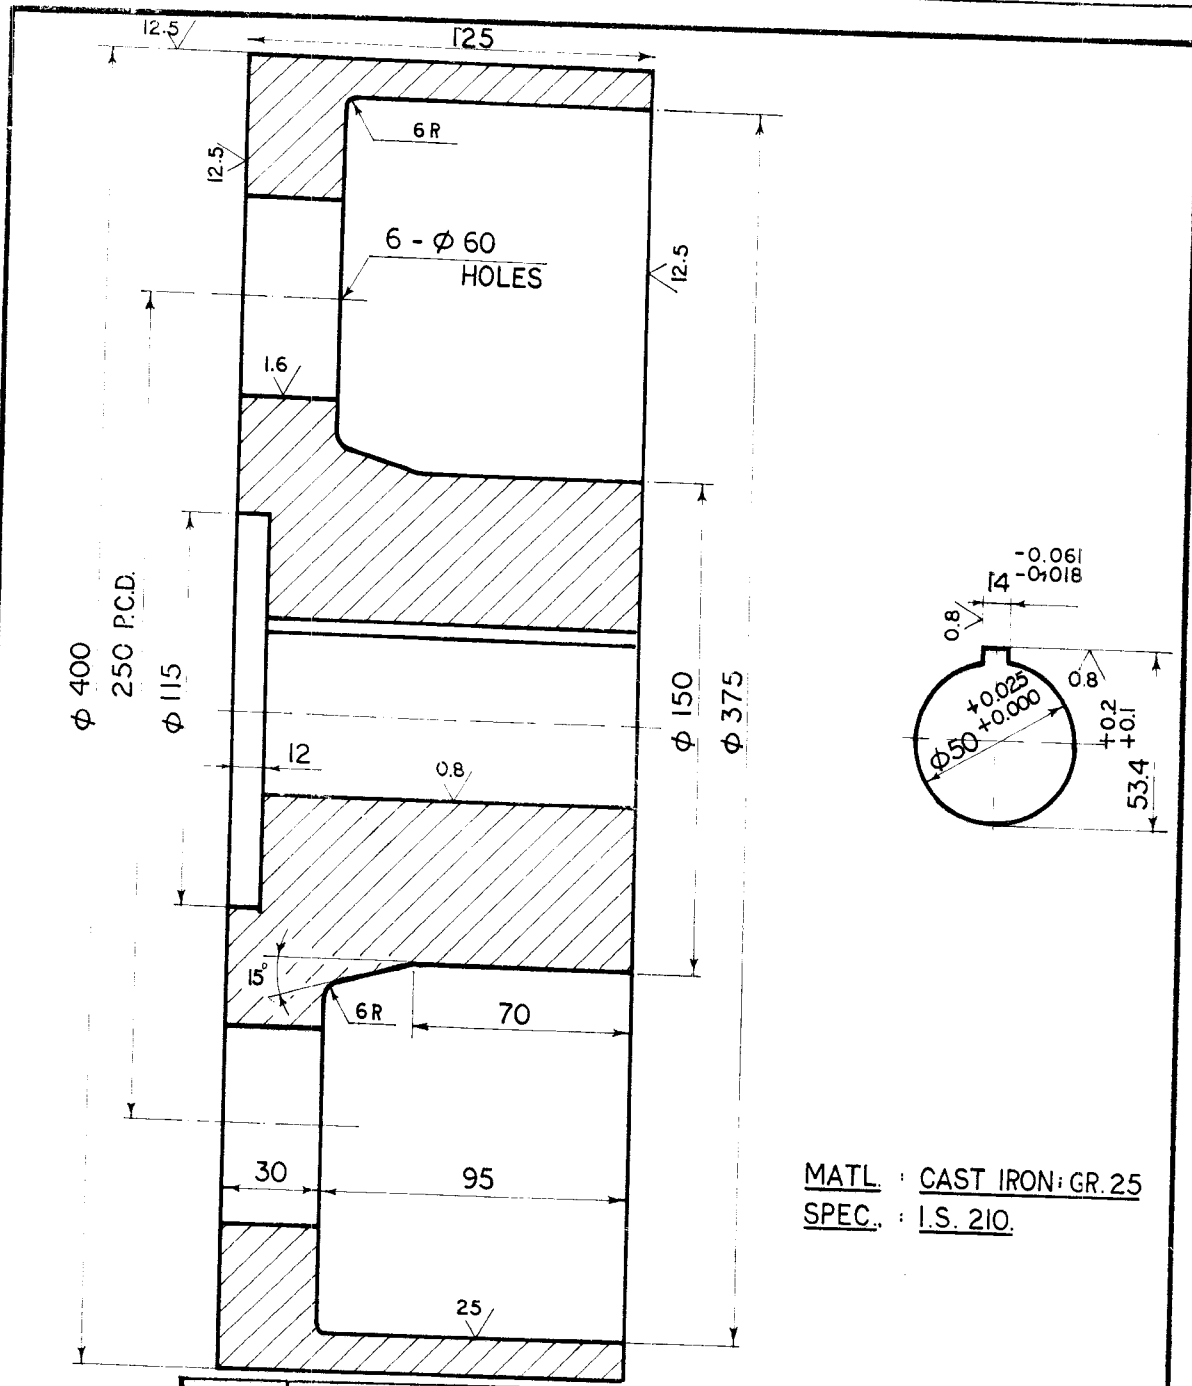 12.5
125
6 R
12.5
6 - Ø 60
HOLES
12.5
1.6
Ø 400
250 P.C.D.
Ø 115
12
0.8
Ø 150
Ø 375
-0.061
14 -0.018
0.8
0.8
+0.025
Ø50 +0.000
+0.2
+0.1
53.4
15°
6 R
70
30
95
25
MATL. : CAST IRON: GR. 25
SPEC. : I.S. 210.